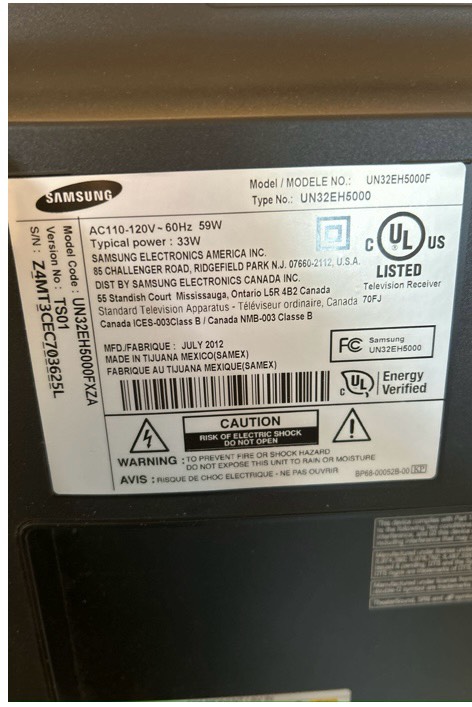 SAMSUNG
Model / MODELE NO.: UN32EH5000F
Type No.: UN32EH5000
AC110-120V~ 60Hz 59W
Typical power : 33W
SAMSUNG ELECTRONICS AMERICA INC.
85 CHALLENGER ROAD, RIDGEFIELD PARK N.J. 07660-2112, U.S.A.
DIST BY SAMSUNG ELECTRONICS CANADA INC.
55 Standish Court Mississauga, Ontario L5R 4B2 Canada
Standard Television Apparatus - Téléviseur ordinaire, Canada
Canada ICES-003Class B / Canada NMB-003 Classe B
C UL US
LISTED
Television Receiver
70FJ
MFD/FABRIQUE : JULY 2012
MADE IN TIJUANA MEXICO(SAMEX)
FABRIQUE AU TIJUANA MEXIQUE(SAMEX)
FC Samsung
UN32EH5000
C UL Energy
Verified
Model Code : UN32EH5000FXZA
Version No : TS01
S/N : Z4MT3CEC703625L
CAUTION
RISK OF ELECTRIC SHOCK
DO NOT OPEN
WARNING : TO PREVENT FIRE OR SHOCK HAZARD
DO NOT EXPOSE THIS UNIT TO RAIN OR MOISTURE
AVIS : RISQUE DE CHOC ELECTRIQUE - NE PAS OUVRIR
BP68-00052B-00 KP